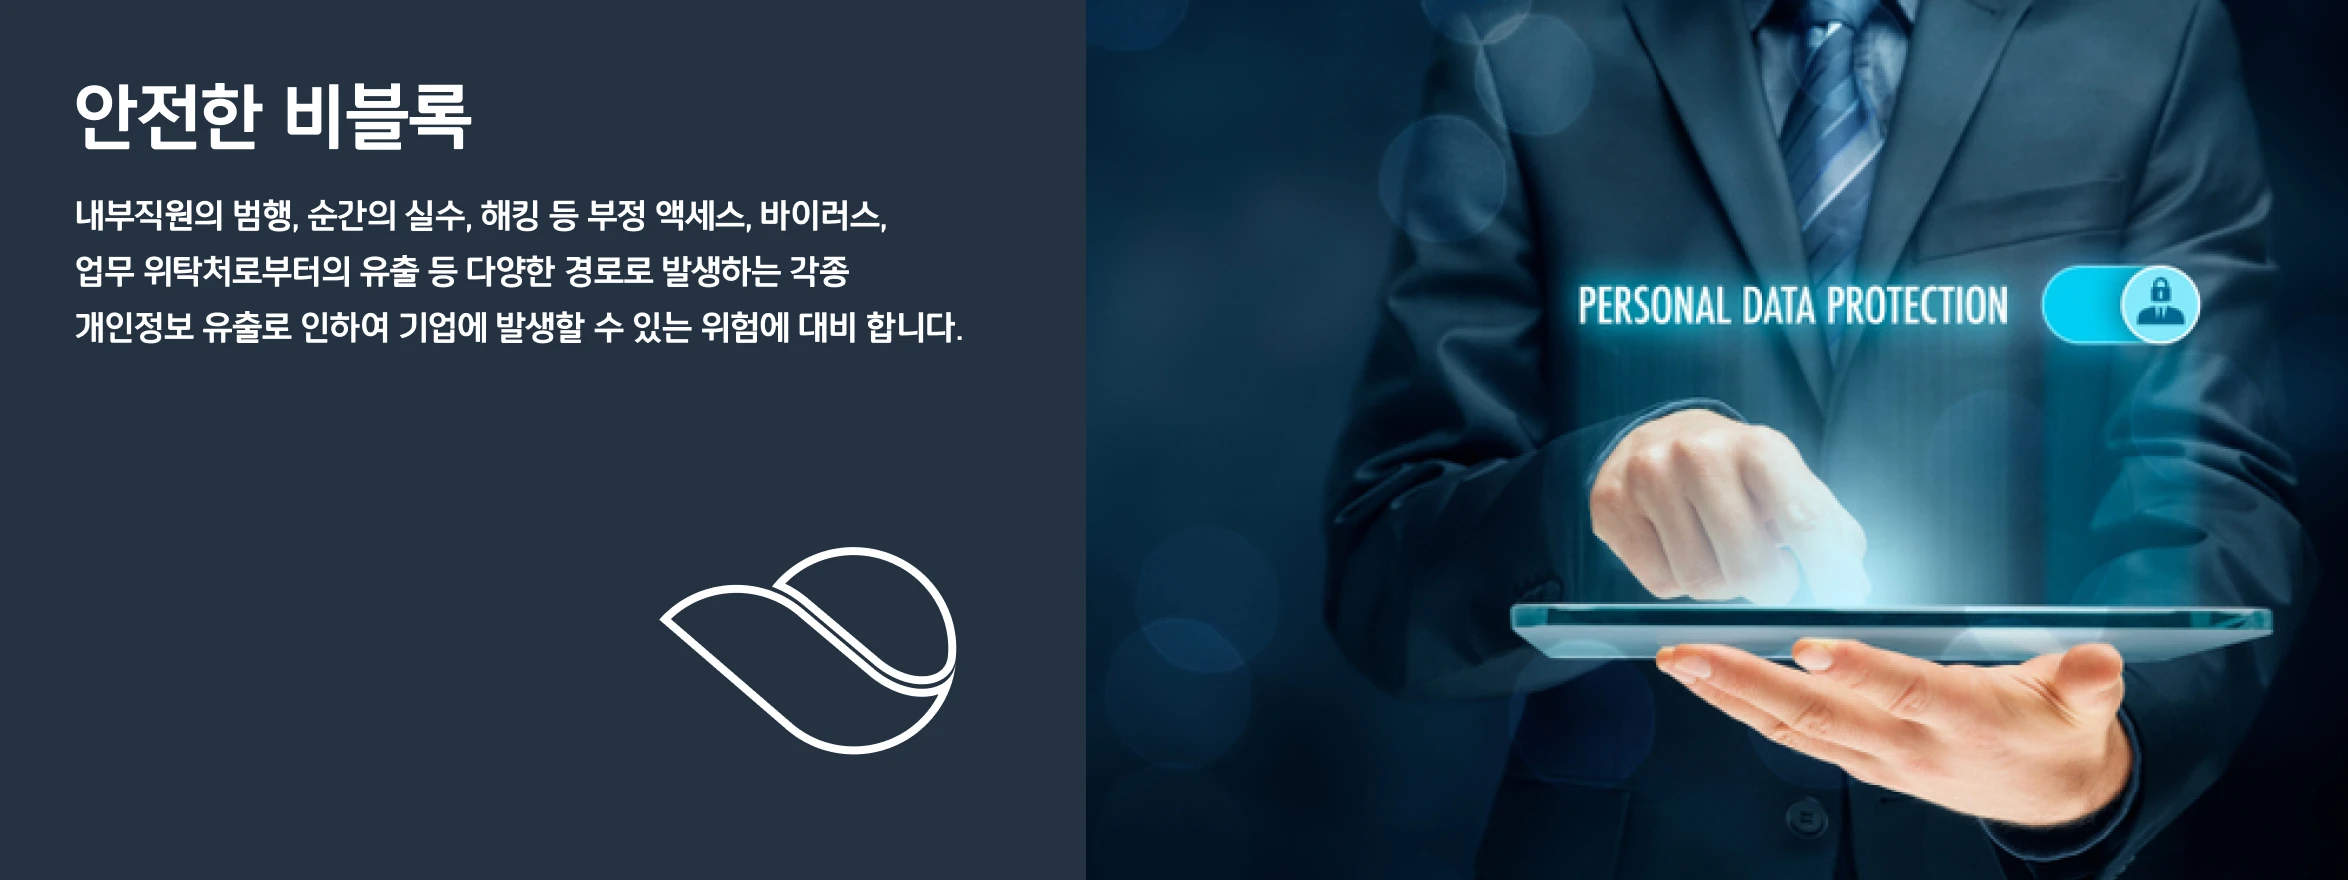 안전한 비블록
내부직원의 범행, 순간의 실수, 해킹 등 부정 액세스, 바이러스,
업무 위탁처로부터의 유출 등 다양한 경로로 발생하는 각종
개인정보 유출로 인하여 기업에 발생할 수 있는 위험에 대비 합니다.
PERSONAL DATA PROTECTION